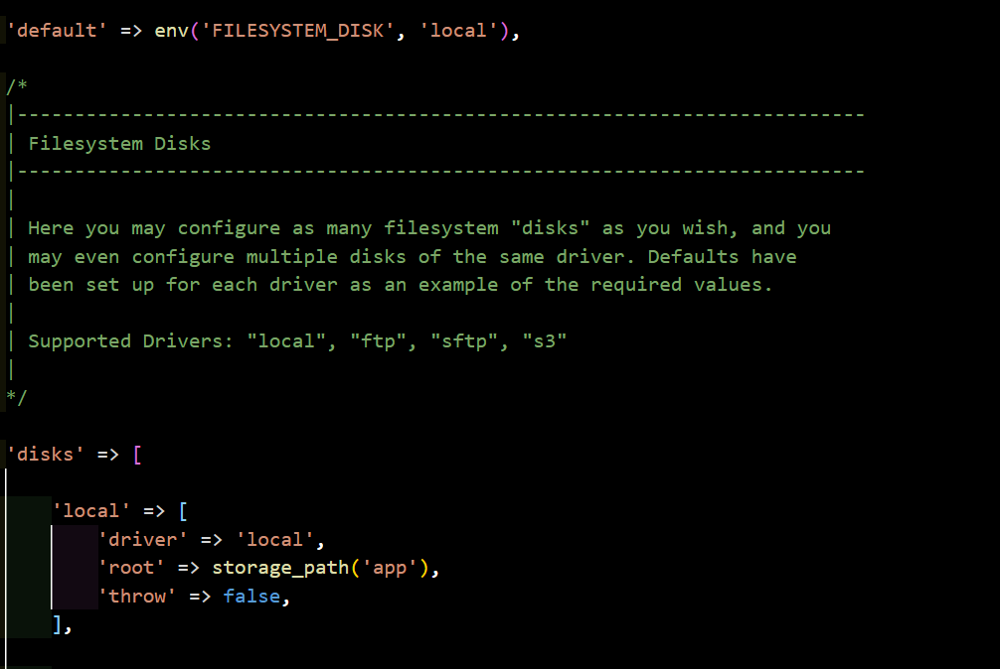 'default' => env('FILESYSTEM_DISK', 'local'),
/*
|--------------------------------------------------------------------------
| Filesystem Disks
|--------------------------------------------------------------------------
|
| Here you may configure as many filesystem "disks" as you wish, and you
| may even configure multiple disks of the same driver. Defaults have
| been set up for each driver as an example of the required values.
|
| Supported Drivers: "local", "ftp", "sftp", "s3"
|
*/
'disks' => [
'local' => [
'driver' => 'local',
'root' => storage_path('app'),
'throw' => false,
],